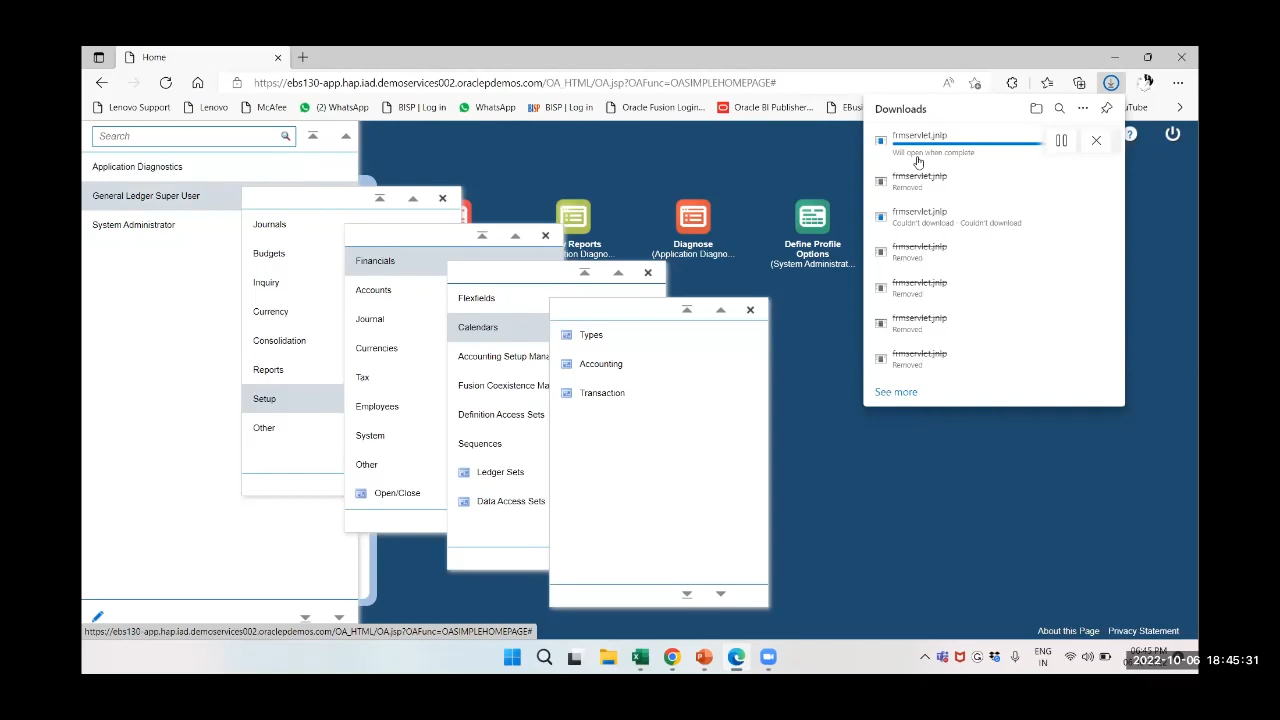 Home
https://ebs130-app.hap.iad.demoservices002.oraclepdemos.com/OA_HTML/OA.jsp?OAFunc=OASIMPLEHOMEPAGE#
Lenovo Support
Lenovo
McAfee
(2) WhatsApp
BISP | Log in
WhatsApp
BISP | Log in
Oracle Fusion Login...
Oracle BI Publisher...
Search
Application Diagnostics
General Ledger Super User
System Administrator
Journals
Budgets
Inquiry
Currency
Consolidation
Reports
Setup
Other
Financials
Accounts
Journal
Currencies
Tax
Employees
System
Other
Open/Close
Flexfields
Calendars
Accounting Setup Mana
Fusion Coexistence Ma
Definition Access Sets
Sequences
Ledger Sets
Data Access Sets
Types
Accounting
Transaction
Reports
Diagnose
(Application Diagno...
Define Profile
Options
(System Administrat...
Downloads
frmservlet.jnlp
Will open when complete
frmservlet.jnlp
Removed
frmservlet.jnlp
Couldn't download - Couldn't download
frmservlet.jnlp
Removed
frmservlet.jnlp
Removed
frmservlet.jnlp
Removed
frmservlet.jnlp
Removed
See more
https://ebs130-app.hap.iad.demoservices002.oraclepdemos.com/OA_HTML/OA.jsp?OAFunc=OASIMPLEHOMEPAGE#
About this Page
Privacy Statement
ENG
IN
06:45 PM
2022-10-06 18:45:31